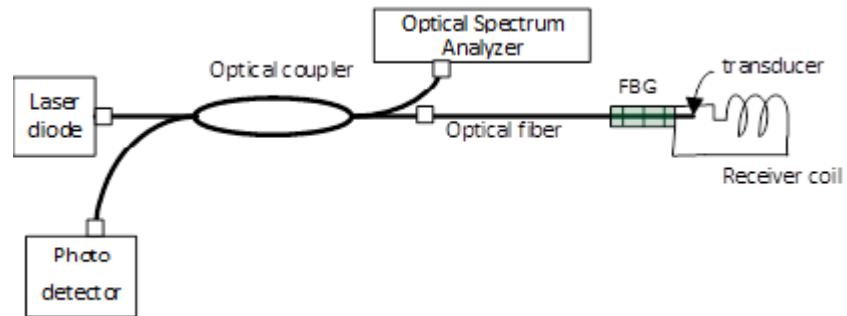 Optical Spectrum
Analyzer
Optical coupler
transducer
FBG
Laser
diode
Optical fiber
Receiver coil
Photo
detector